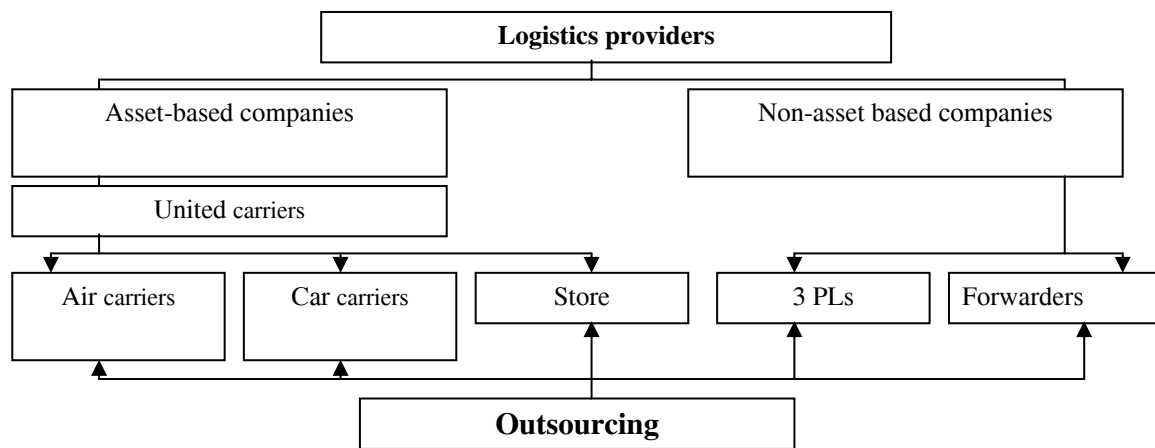 Logistics providers
Asset-based companies
Non-asset based companies
United carriers
Air carriers
Car carriers
Store
3 PLs
Forwarders
Outsourcing